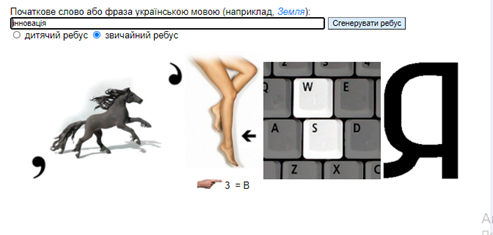 Початкове слово або фраза українською мовою (наприклад, Земля):
інновація Сгенерувати ребус
дитячий ребус звичайний ребус
, ,
W E
A S D
Z X C
Я
3 = В